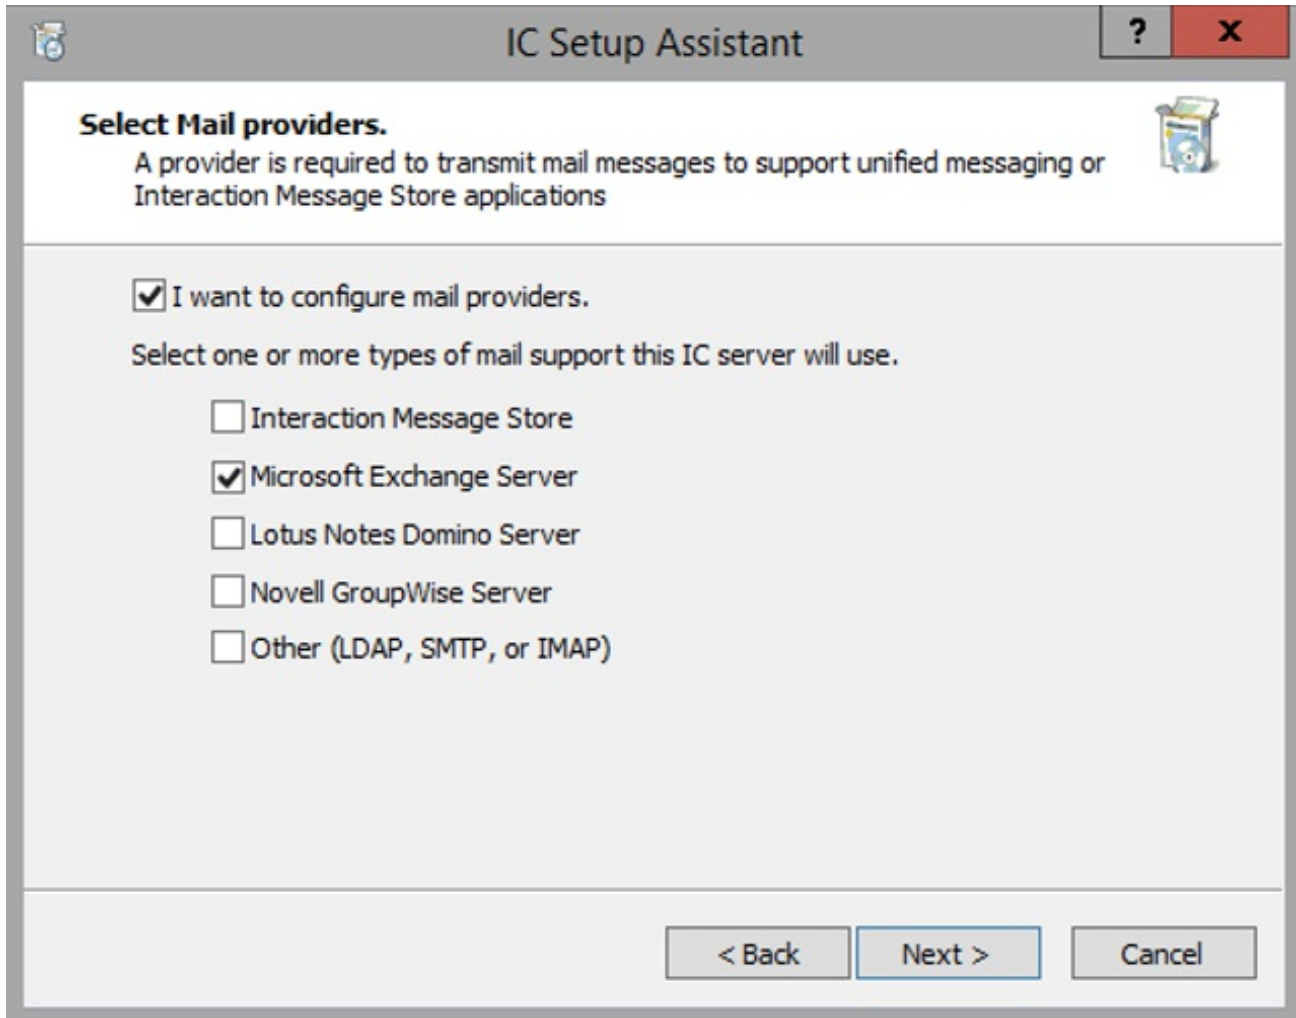 IC Setup Assistant
?
x
Select Mail providers.
A provider is required to transmit mail messages to support unified messaging or
Interaction Message Store applications
I want to configure mail providers.
Select one or more types of mail support this IC server will use.
Interaction Message Store
Microsoft Exchange Server
Lotus Notes Domino Server
Novell GroupWise Server
Other (LDAP, SMTP, or IMAP)
< Back
Next >
Cancel